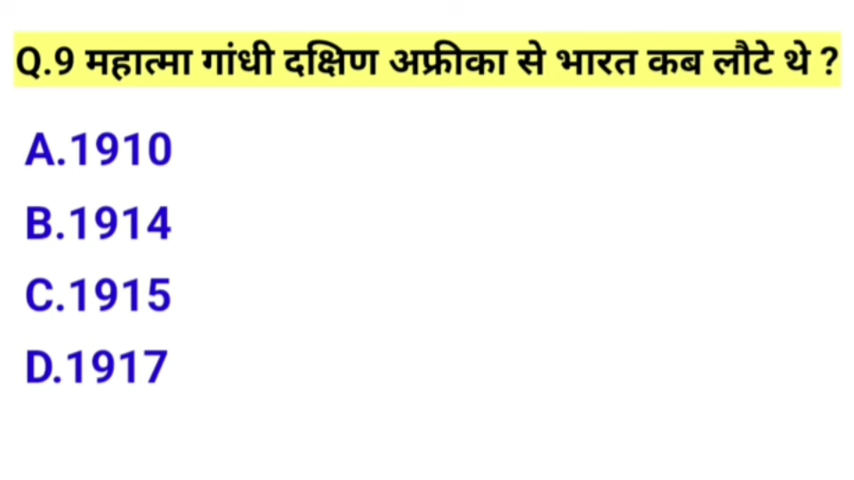 Q.9 महात्मा गांधी दक्षिण अफ्रीका से भारत कब लौटे थे ?
A.1910
B.1914
C.1915
D.1917